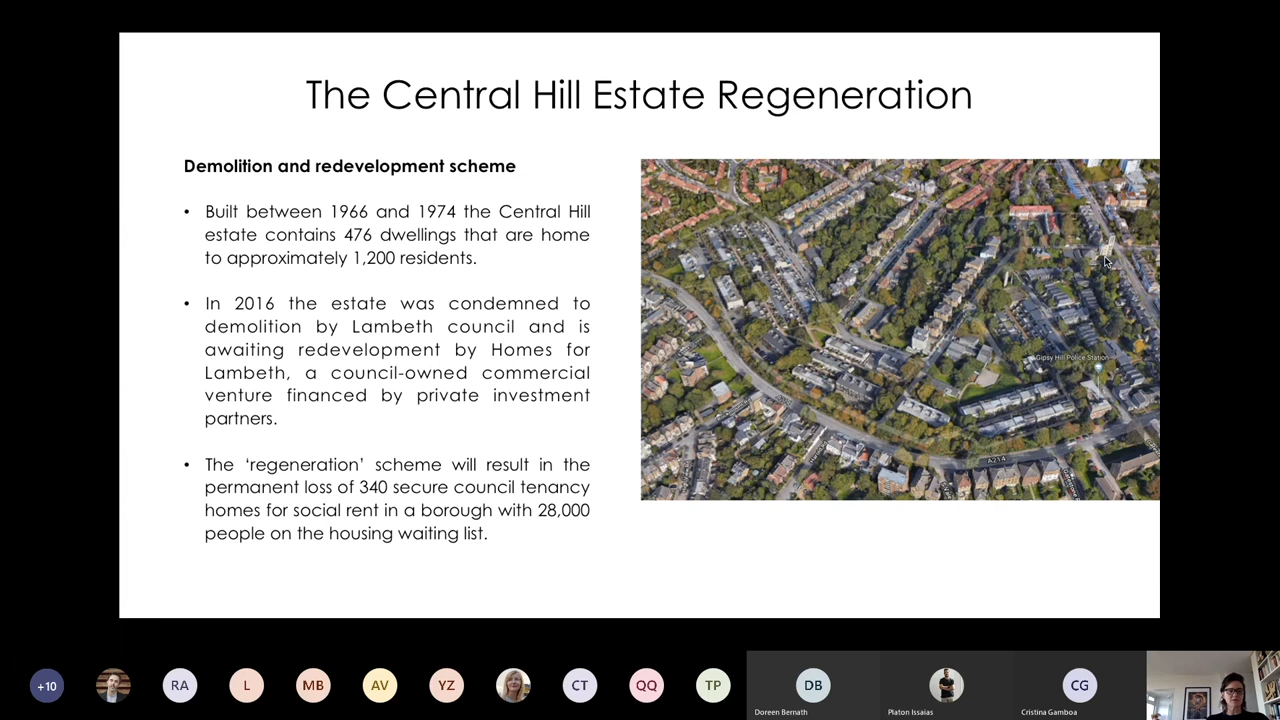 The Central Hill Estate Regeneration
Demolition and redevelopment scheme
• Built between 1966 and 1974 the Central Hill
estate contains 476 dwellings that are home
to approximately 1,200 residents.
• In 2016 the estate was condemned to
demolition by Lambeth council and is
awaiting redevelopment by Homes for
Lambeth, a council-owned commercial
venture financed by private investment
partners.
• The ‘regeneration’ scheme will result in the
permanent loss of 340 secure council tenancy
homes for social rent in a borough with 28,000
people on the housing waiting list.
Gipsy Hill Police Station
A214
+10
RA
L
MB
AV
YZ
CT
QQ
TP
DB
CG
Doreen Bernath
Platon Issaias
Cristina Gamboa